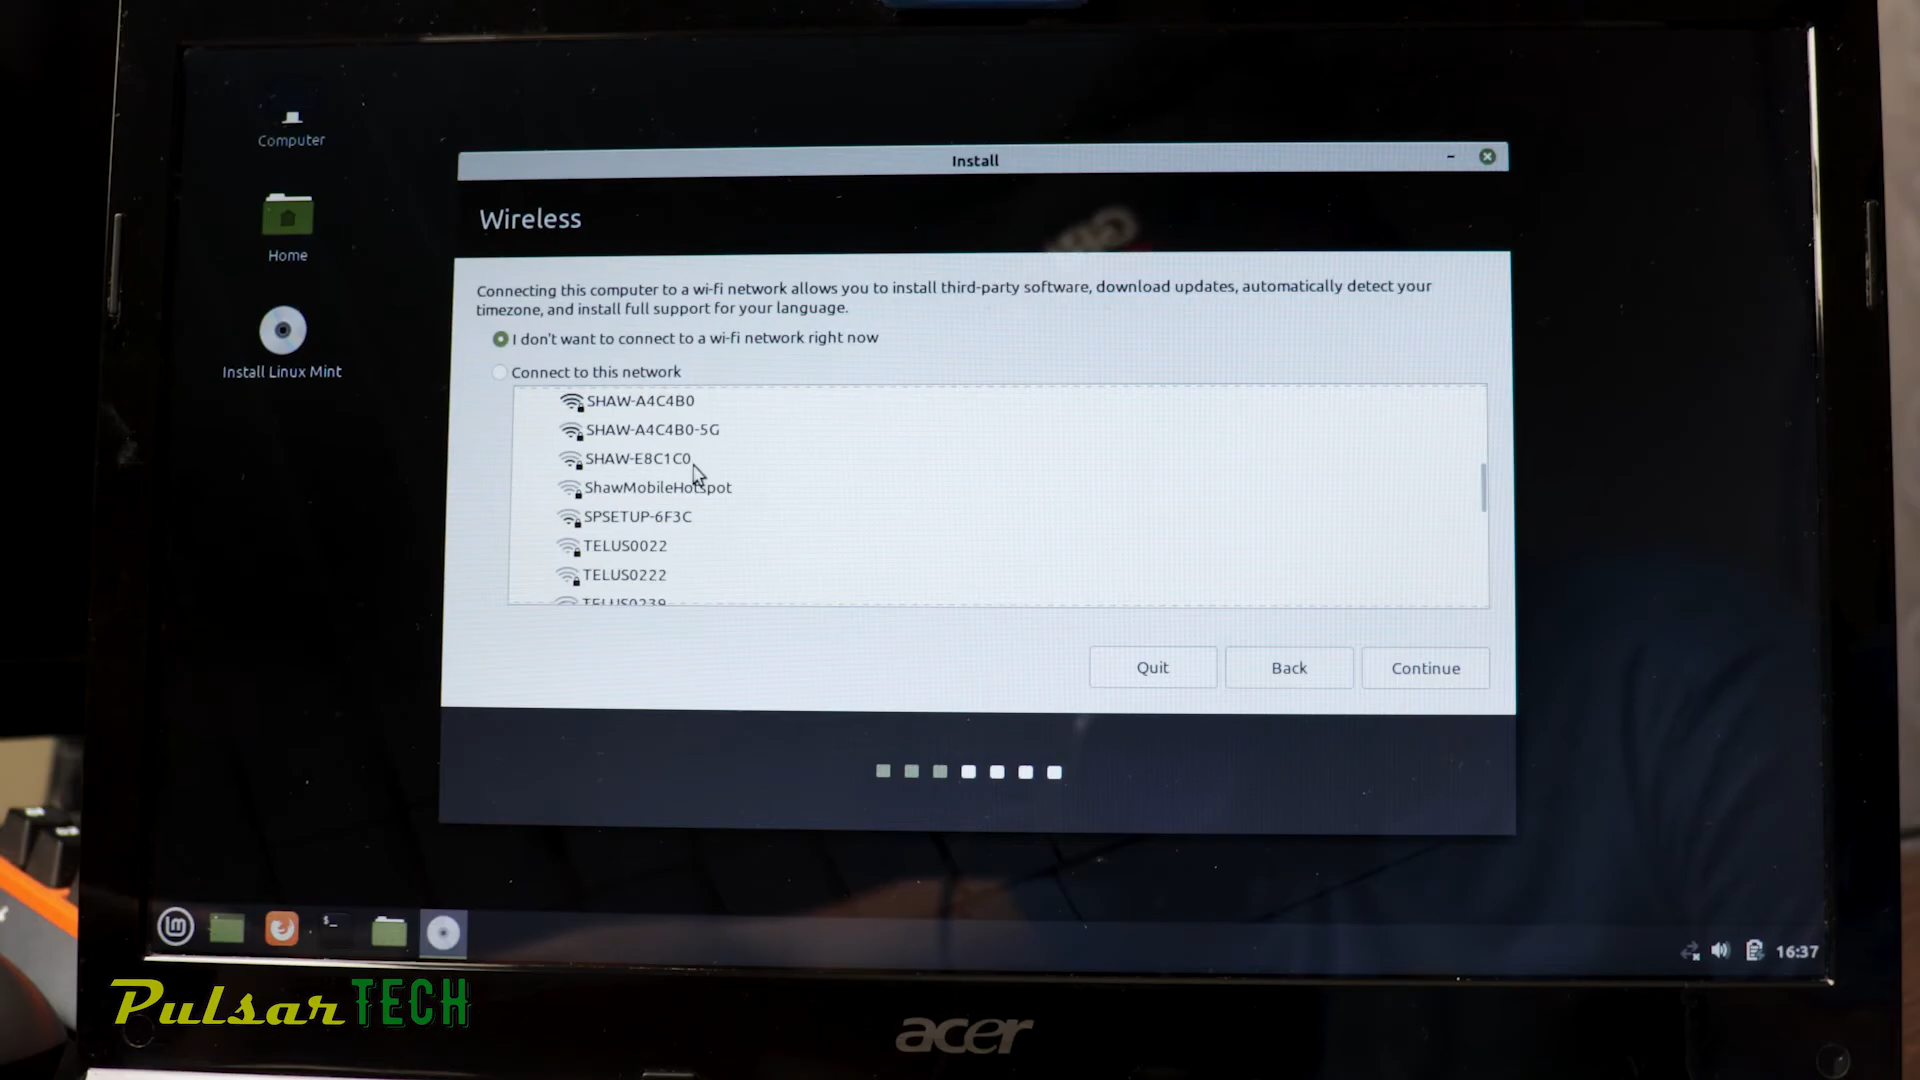 Computer
Home
Install Linux Mint
Install
Wireless
Connecting this computer to a wi-fi network allows you to install third-party software, download updates, automatically detect your
timezone, and install full support for your language.
I don't want to connect to a wi-fi network right now
Connect to this network
SHAW-A4C4B0
SHAW-A4C4B0-5G
SHAW-E8C1C0
ShawMobileHotspot
SPSETUP-6F3C
TELUS0022
TELUS0222
TELUS0239
Quit
Back
Continue
16:37
Pulsar TECH
acer